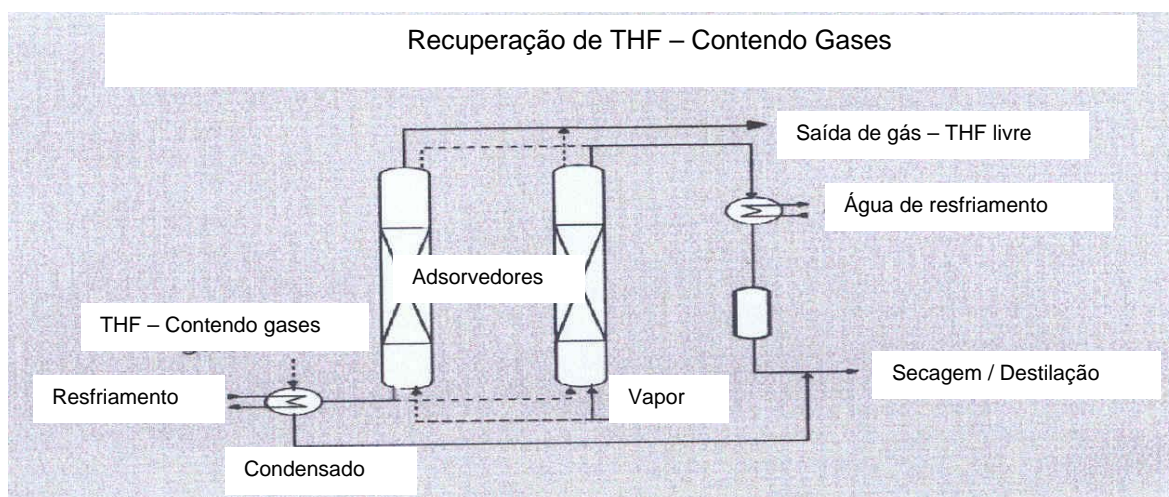 Recuperação de THF – Contendo Gases
Saída de gás – THF livre
Água de resfriamento
Adsorvedores
THF – Contendo gases
Resfriamento
Vapor
Secagem / Destilação
Condensado